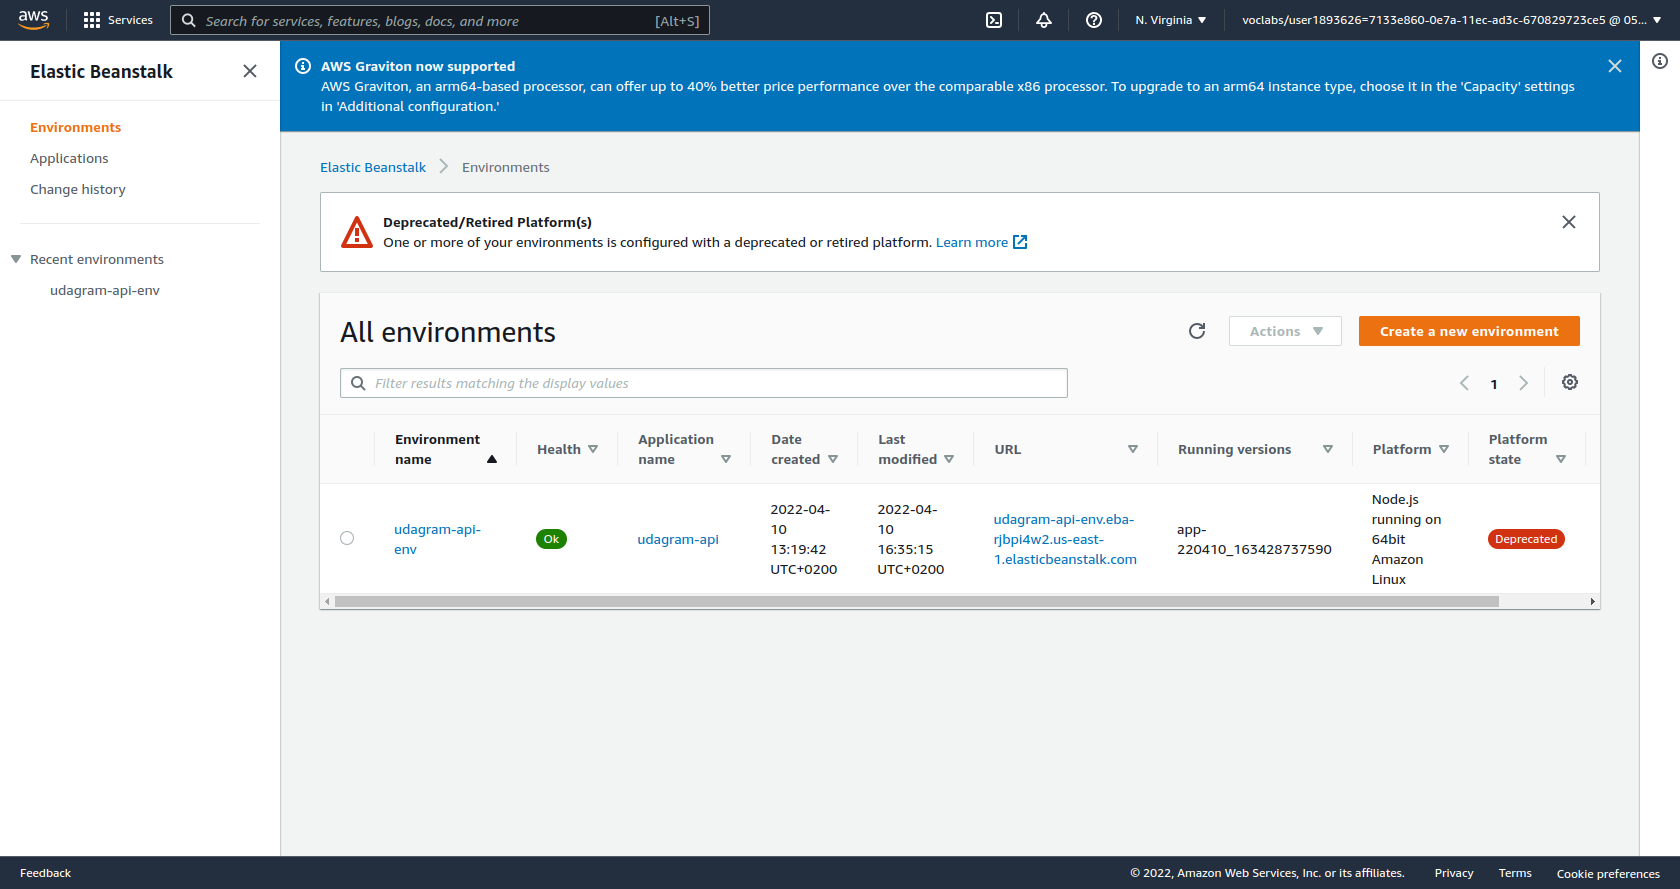 aws
Services
Search for services, features, blogs, docs, and more
[Alt+S]
N. Virginia
voclabs/user1893626=7133e860-0e7a-11ec-ad3c-670829723ce5 @ 05...
Elastic Beanstalk
Environments
Applications
Change history
Recent environments
udagram-api-env
AWS Graviton now supported
AWS Graviton, an arm64-based processor, can offer up to 40% better price performance over the comparable x86 processor. To upgrade to an arm64 instance type, choose it in the 'Capacity' settings
in 'Additional configuration.'
Elastic Beanstalk
Environments
Deprecated/Retired Platform(s)
One or more of your environments is configured with a deprecated or retired platform. Learn more
All environments
Actions
Create a new environment
Filter results matching the display values
1
Environment
name
Health
Application
name
Date
created
Last
modified
URL
Running versions
Platform
Platform
state
udagram-api-
env
Ok
udagram-api
2022-04-
10
13:19:42
UTC+0200
2022-04-
10
16:35:15
UTC+0200
udagram-api-env.eba-
rjbpi4w2.us-east-
1.elasticbeanstalk.com
app-
220410_163428737590
Node.js
running on
64bit
Amazon
Linux
Deprecated
Feedback
© 2022, Amazon Web Services, Inc. or its affiliates.
Privacy
Terms
Cookie preferences